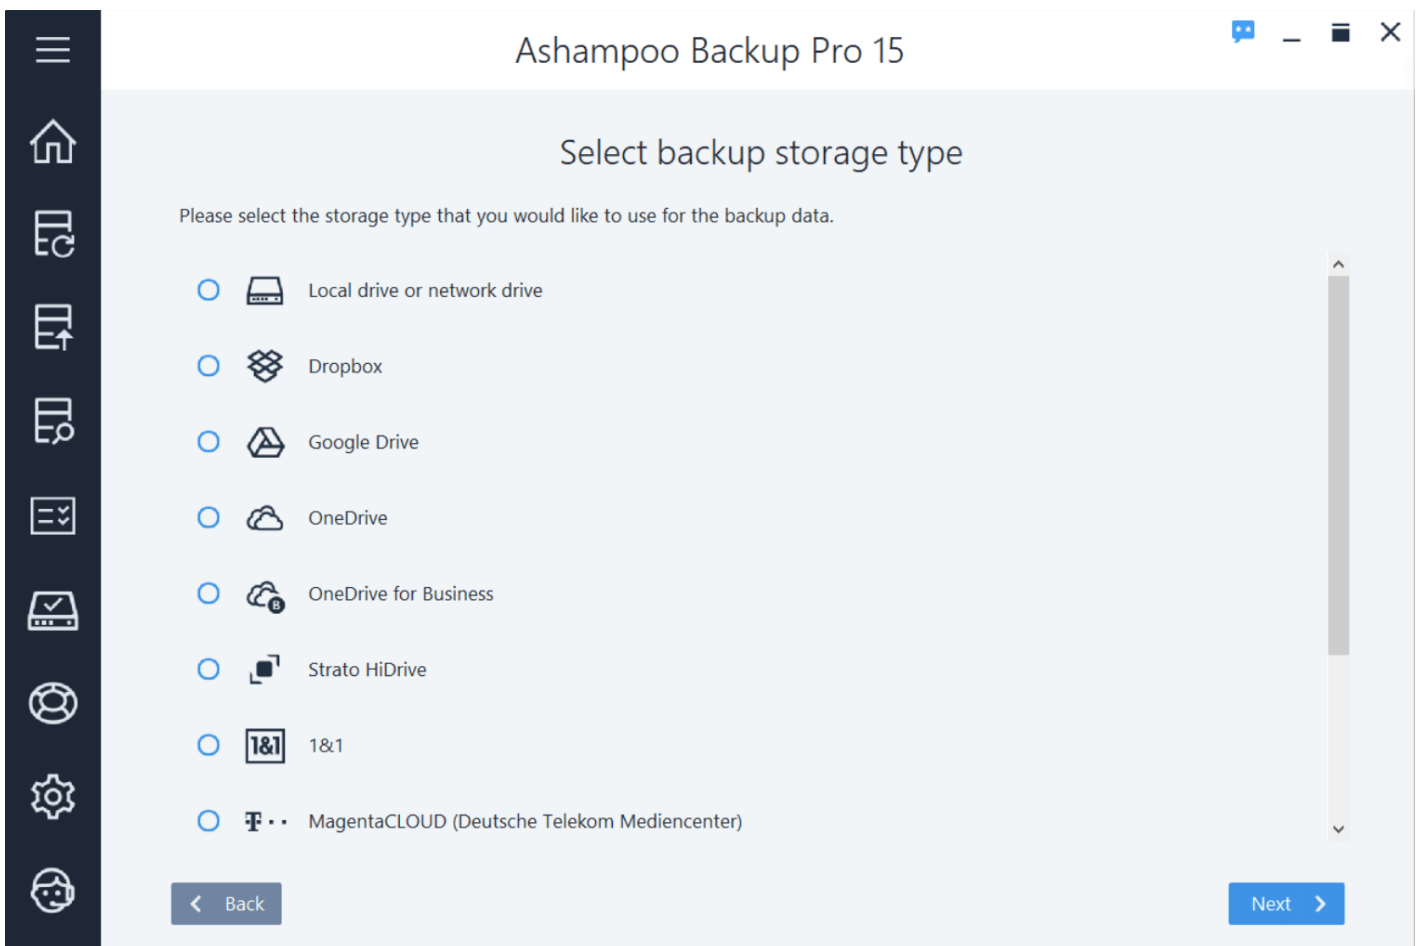 Ashampoo Backup Pro 15
Select backup storage type
Please select the storage type that you would like to use for the backup data.
Local drive or network drive
Dropbox
Google Drive
OneDrive
B
OneDrive for Business
Strato HiDrive
1&1
1&1
T
MagentaCLOUD (Deutsche Telekom Mediencenter)
Back
Next